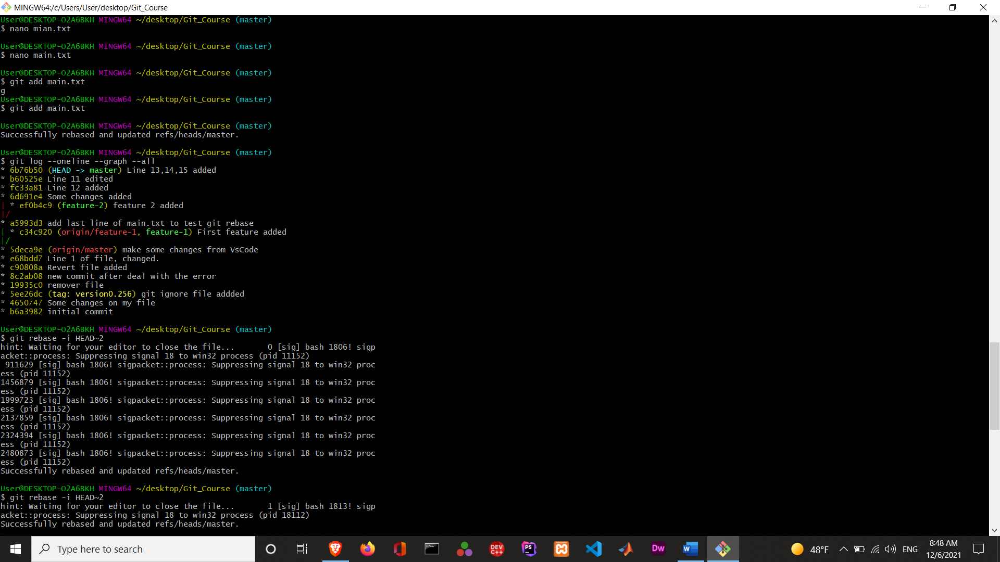 MINGW64:/c/Users/User/desktop/Git_Course
User@DESKTOP-O2A6BKH MINGW64 ~/desktop/Git_Course (master)
$ nano mian.txt
User@DESKTOP-O2A6BKH MINGW64 ~/desktop/Git_Course (master)
$ nano main.txt
User@DESKTOP-O2A6BKH MINGW64 ~/desktop/Git_Course (master)
$ git add main.txt
g
User@DESKTOP-O2A6BKH MINGW64 ~/desktop/Git_Course (master)
$ git add main.txt
User@DESKTOP-O2A6BKH MINGW64 ~/desktop/Git_Course (master)
Successfully rebased and updated refs/heads/master.
User@DESKTOP-O2A6BKH MINGW64 ~/desktop/Git_Course (master)
$ git log --oneline --graph --all
* 6b76b50 (HEAD -> master) Line 13,14,15 added
* b60525e Line 11 edited
* fc33a81 Line 12 added
* 6d691e4 Some changes added
| * ef0b4c9 (feature-2) feature 2 added
|/
* a5993d3 add last line of main.txt to test git rebase
| * c34c920 (origin/feature-1, feature-1) First feature added
|/
* 5deca9e (origin/master) make some changes from VsCode
* e68bdd7 Line 1 of file, changed.
* c90808a Revert file added
* 8c2ab08 new commit after deal with the error
* 19935c0 remover file
* 5ee26dc (tag: version0.256) git ignore file addded
* 4650747 Some changes on my file
* b6a3982 initial commit
User@DESKTOP-O2A6BKH MINGW64 ~/desktop/Git_Course (master)
$ git rebase -i HEAD~2
hint: Waiting for your editor to close the file...       0 [sig] bash 1806! sigp
acket::process: Suppressing signal 18 to win32 process (pid 11152)
911629 [sig] bash 1806! sigpacket::process: Suppressing signal 18 to win32 proc
ess (pid 11152)
1456879 [sig] bash 1806! sigpacket::process: Suppressing signal 18 to win32 proc
ess (pid 11152)
1999723 [sig] bash 1806! sigpacket::process: Suppressing signal 18 to win32 proc
ess (pid 11152)
2137859 [sig] bash 1806! sigpacket::process: Suppressing signal 18 to win32 proc
ess (pid 11152)
2324394 [sig] bash 1806! sigpacket::process: Suppressing signal 18 to win32 proc
ess (pid 11152)
2480873 [sig] bash 1806! sigpacket::process: Suppressing signal 18 to win32 proc
ess (pid 11152)
Successfully rebased and updated refs/heads/master.
User@DESKTOP-O2A6BKH MINGW64 ~/desktop/Git_Course (master)
$ git rebase -i HEAD~2
hint: Waiting for your editor to close the file...       1 [sig] bash 1813! sigp
acket::process: Suppressing signal 18 to win32 process (pid 18112)
Successfully rebased and updated refs/heads/master.
Type here to search
DEV C++
PS
Dw
W
48°F
ENG
8:48 AM
12/6/2021